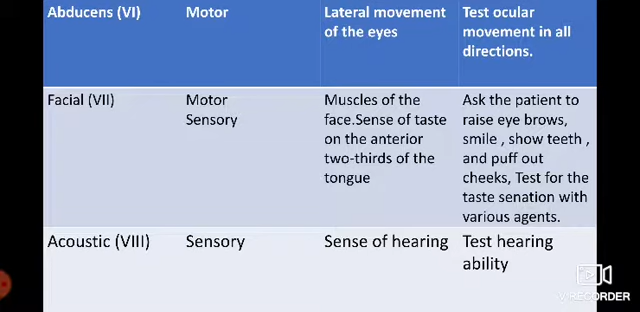 Abducens (VI) Motor Lateral movement Test ocular
of the eyes movement in all
directions.
Facial (VII) Motor Muscles of the Ask the patient to
Sensory face.Sense of taste raise eye brows,
on the anterior smile , show teeth ,
two-thirds of the and puff out
tongue cheeks, Test for the
taste senation with
various agents.
Acoustic (VIII) Sensory Sense of hearing Test hearing
ability
V.RECORDER